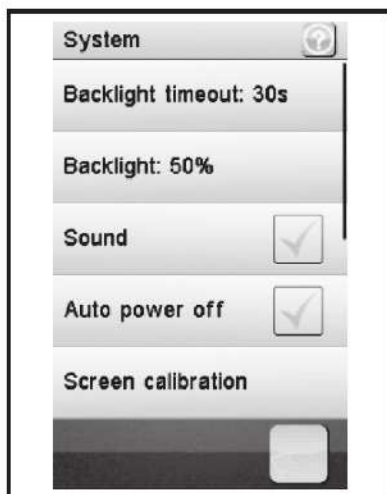 System
Backlight timeout: 30s
Backlight: 50%
Sound
Auto power off
Screen calibration